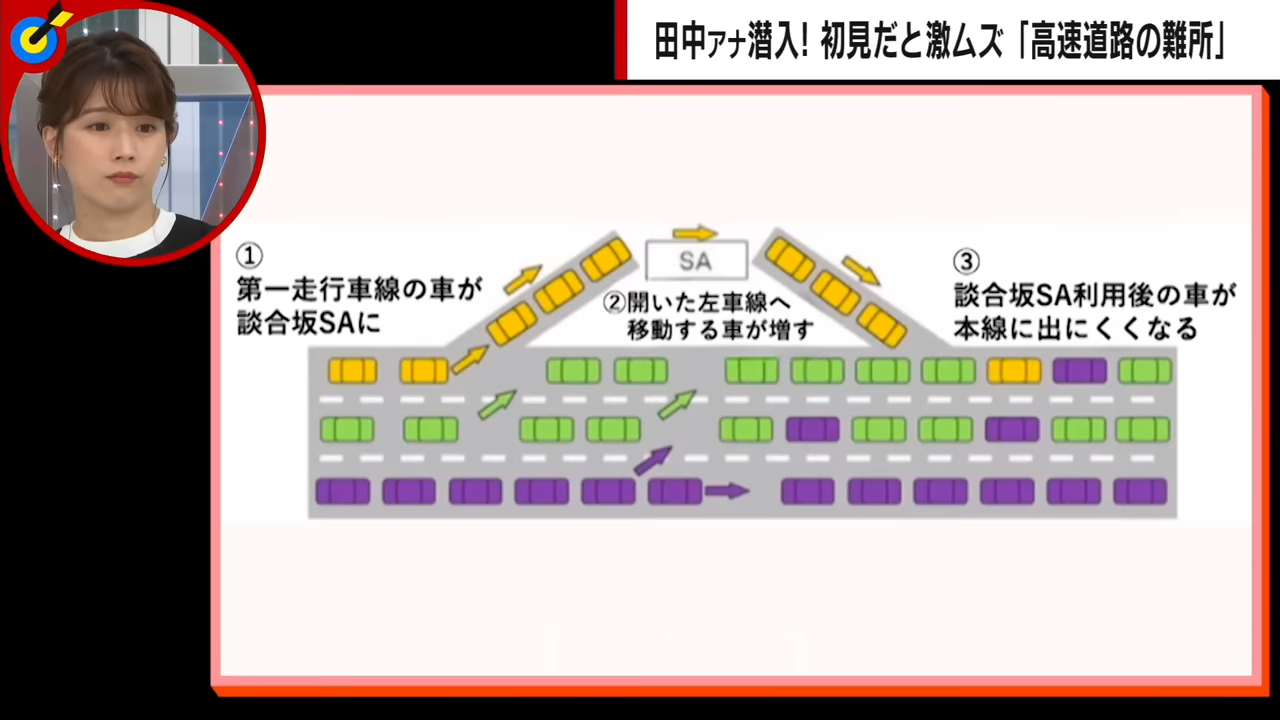 田中アナ潜入! 初見だと激ムズ「高速道路の難所」
①
第一走行車線の車が
談合坂SAに
SA
②開いた左車線へ
移動する車が増す
③
談合坂SA利用後の車が
本線に出にくくなる